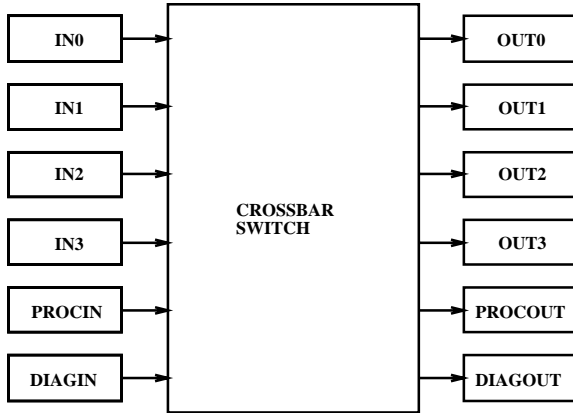 IN0
OUT0
IN1
OUT1
IN2
OUT2
CROSSBAR
SWITCH
IN3
OUT3
PROCIN
PROCOUT
DIAGIN
DIAGOUT